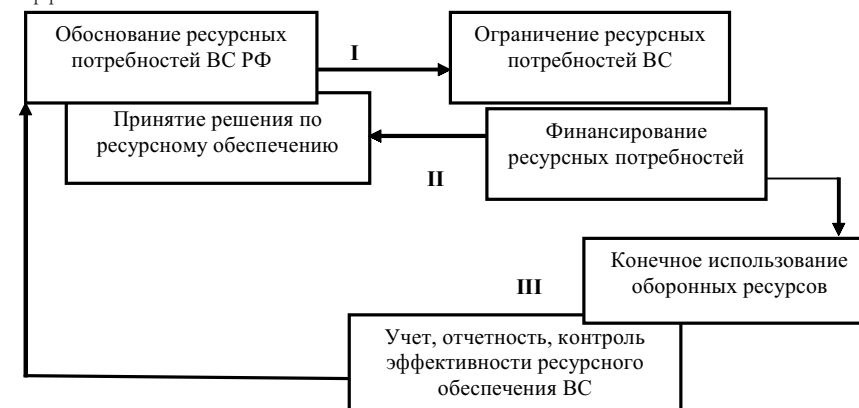 Обоснование ресурсных
потребностей ВС РФ
I
Ограничение ресурсных
потребностей ВС
Принятие решения по
ресурсному обеспечению
Финансирование
ресурсных потребностей
II
Конечное использование
оборонных ресурсов
III
Учет, отчетность, контроль
эффективности ресурсного
обеспечения ВС